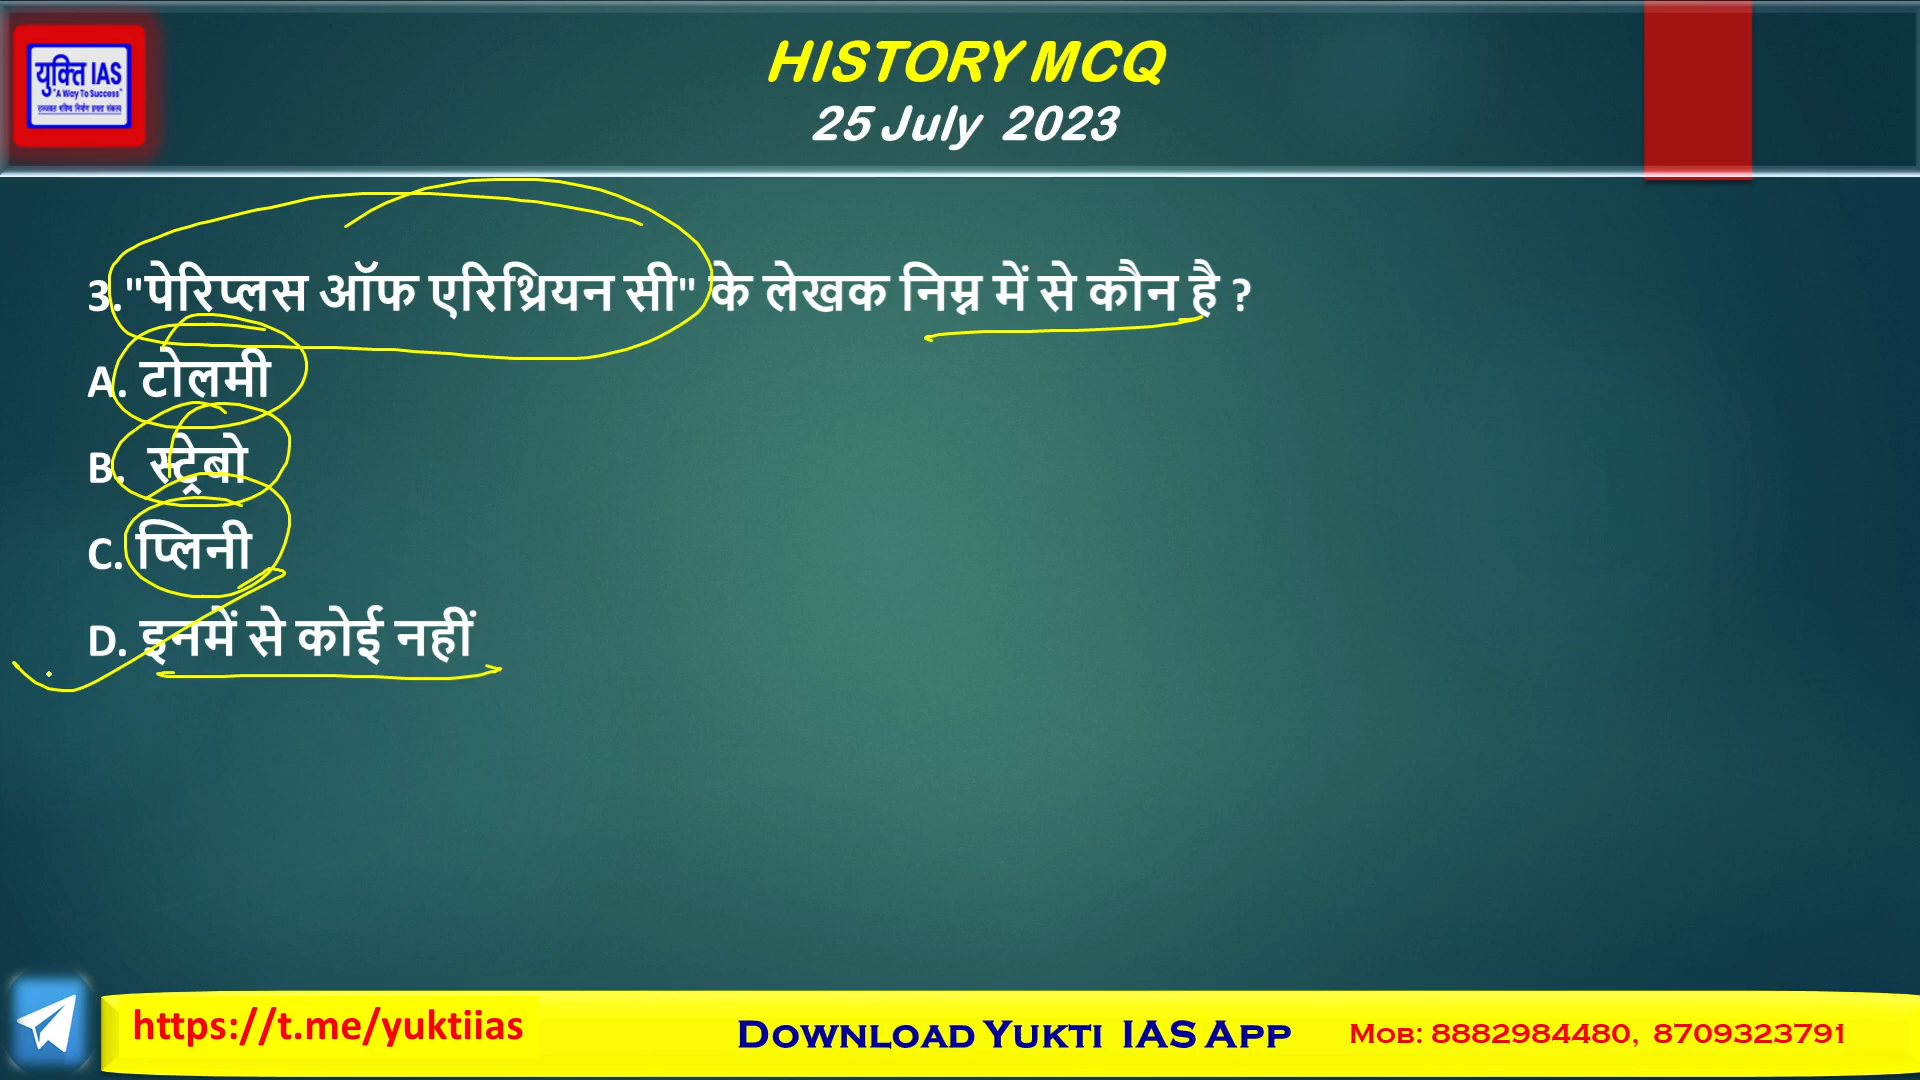 युक्ति IAS
"A Way To Success"
HISTORY MCQ
25 July 2023
3."पेरिप्लस ऑफ एरिथ्रियन सी" के लेखक निम्न में से कौन है ?
A. टोलमी
B. स्ट्रेबो
C. प्लिनी
D. इनमें से कोई नहीं
https://t.me/yuktiias
Download Yukti IAS App
Mob: 8882984480, 8709323791